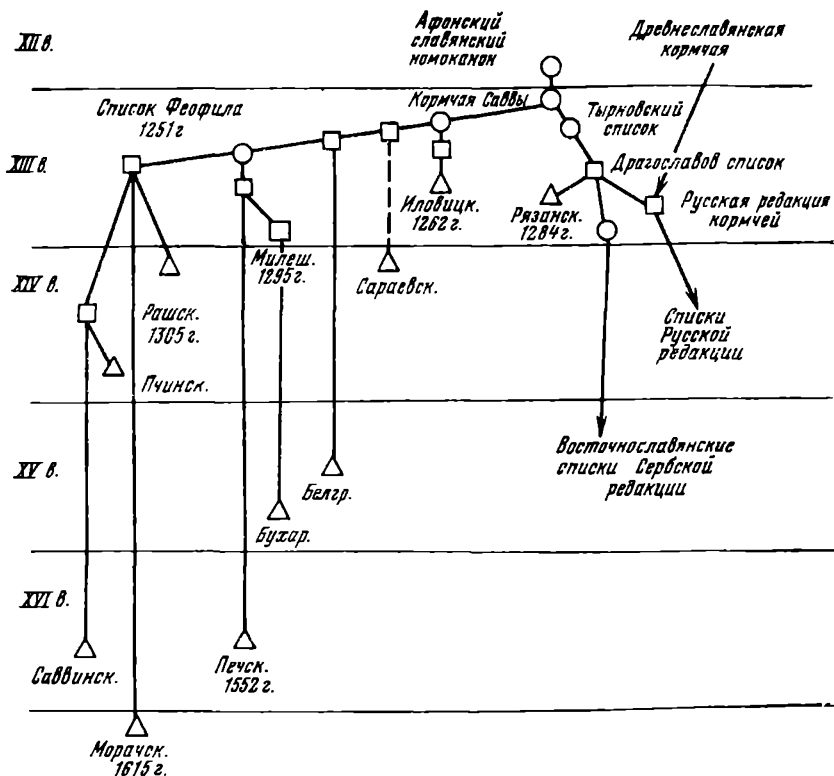 XII в.
Афонский
славянский
номоканон
Древнеславянская
кормчая
Список Феофила
1251 г
Кормчая Саввы
Тырковский
список
XIII в.
Драгославов список
Иловицк.
1262 г.
Рязанск.
1284 г.
Русская редакция
кормчей
Милеш.
1295 г.
Сараевск.
XIV в.
Рашск.
1305 г.
Списки
Русской
редакции
Пчинск.
XV в.
Восточнославянские
списки Сербской
редакции
Белгр.
Бухар.
XVI в.
Саввинск.
Печск.
1552 г.
Морачск.
1615 г.